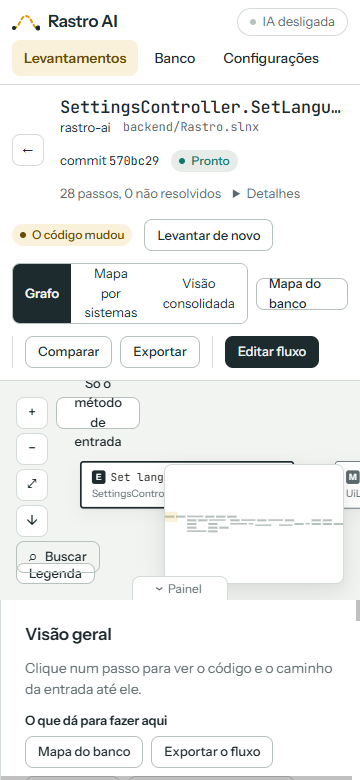 Rastro AI
IA desligada
Levantamentos
Banco
Configurações
SettingsController.SetLangu…
rastro-ai backend/Rastro.slnx
commit 570bc29
Pronto
28 passos, 0 não resolvidos
Detalhes
O código mudou
Levantar de novo
Grafo
Mapa
por
sistemas
Visão
consolidada
Mapa do
banco
Comparar
Exportar
Editar fluxo
Só o
método
de
entrada
E Set lang
SettingsContro
M
UiL
Buscar
Legenda
Painel
Visão geral
Clique num passo para ver o código e o caminho
da entrada até ele.
O que dá para fazer aqui
Mapa do banco
Exportar o fluxo